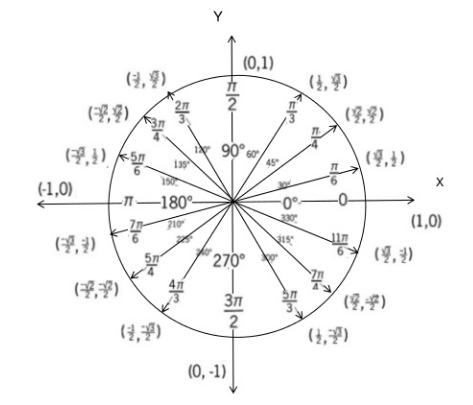 Y
(0,1)
(-1/2, √3/2)
π/2
(1/2, √3/2)
2π/3
π/3
(-√2/2, √2/2)
(√2/2, √2/2)
3π/4
π/4
120°
90°
60°
(-√3/2, 1/2)
135°
45°
(√3/2, 1/2)
5π/6
π/6
150°
30°
X
(-1,0)
π
180°
0°
0
(1,0)
7π/6
210°
330°
11π/6
(-√3/2, -1/2)
225°
315°
(√3/2, -1/2)
5π/4
240°
270°
300°
7π/4
(-√2/2, -√2/2)
(√2/2, -√2/2)
4π/3
3π/2
5π/3
(-1/2, -√3/2)
(1/2, -√3/2)
(0, -1)